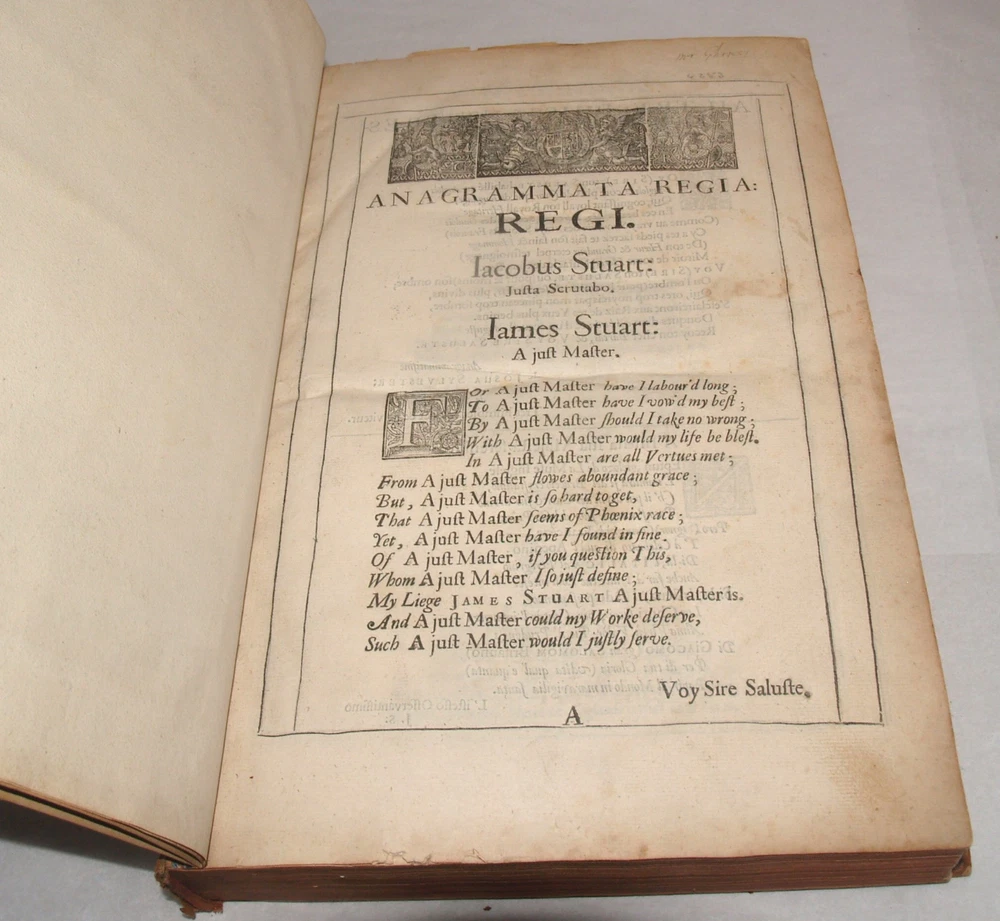 ANAGRAMMATA REGIA:
REGI.
Iacobus Stuart:
Justa Scrutabo.
Iames Stuart:
A juſt Maſter.
FOr A juſt Maſter have I labour'd long;
To A juſt Maſter have I vow'd my beſt;
By A juſt Maſter ſhould I take no wrong;
With A juſt Maſter would my life be bleſt.
In A juſt Maſter are all Vertues met;
From A juſt Maſter flowes aboundant grace;
But, A juſt Maſter is ſo hard to get,
That A juſt Maſter ſeems of Phœnix race;
Yet, A juſt Maſter have I found in fine.
Of A juſt Maſter, if you queſtion This,
Whom A juſt Maſter I ſo juſt define;
My Liege JAMES STUART A juſt Maſter is.
And A juſt Maſter could my Worke deſerve,
Such A juſt Maſter would I juſtly ſerve.
Voy Sire Saluſte.
A